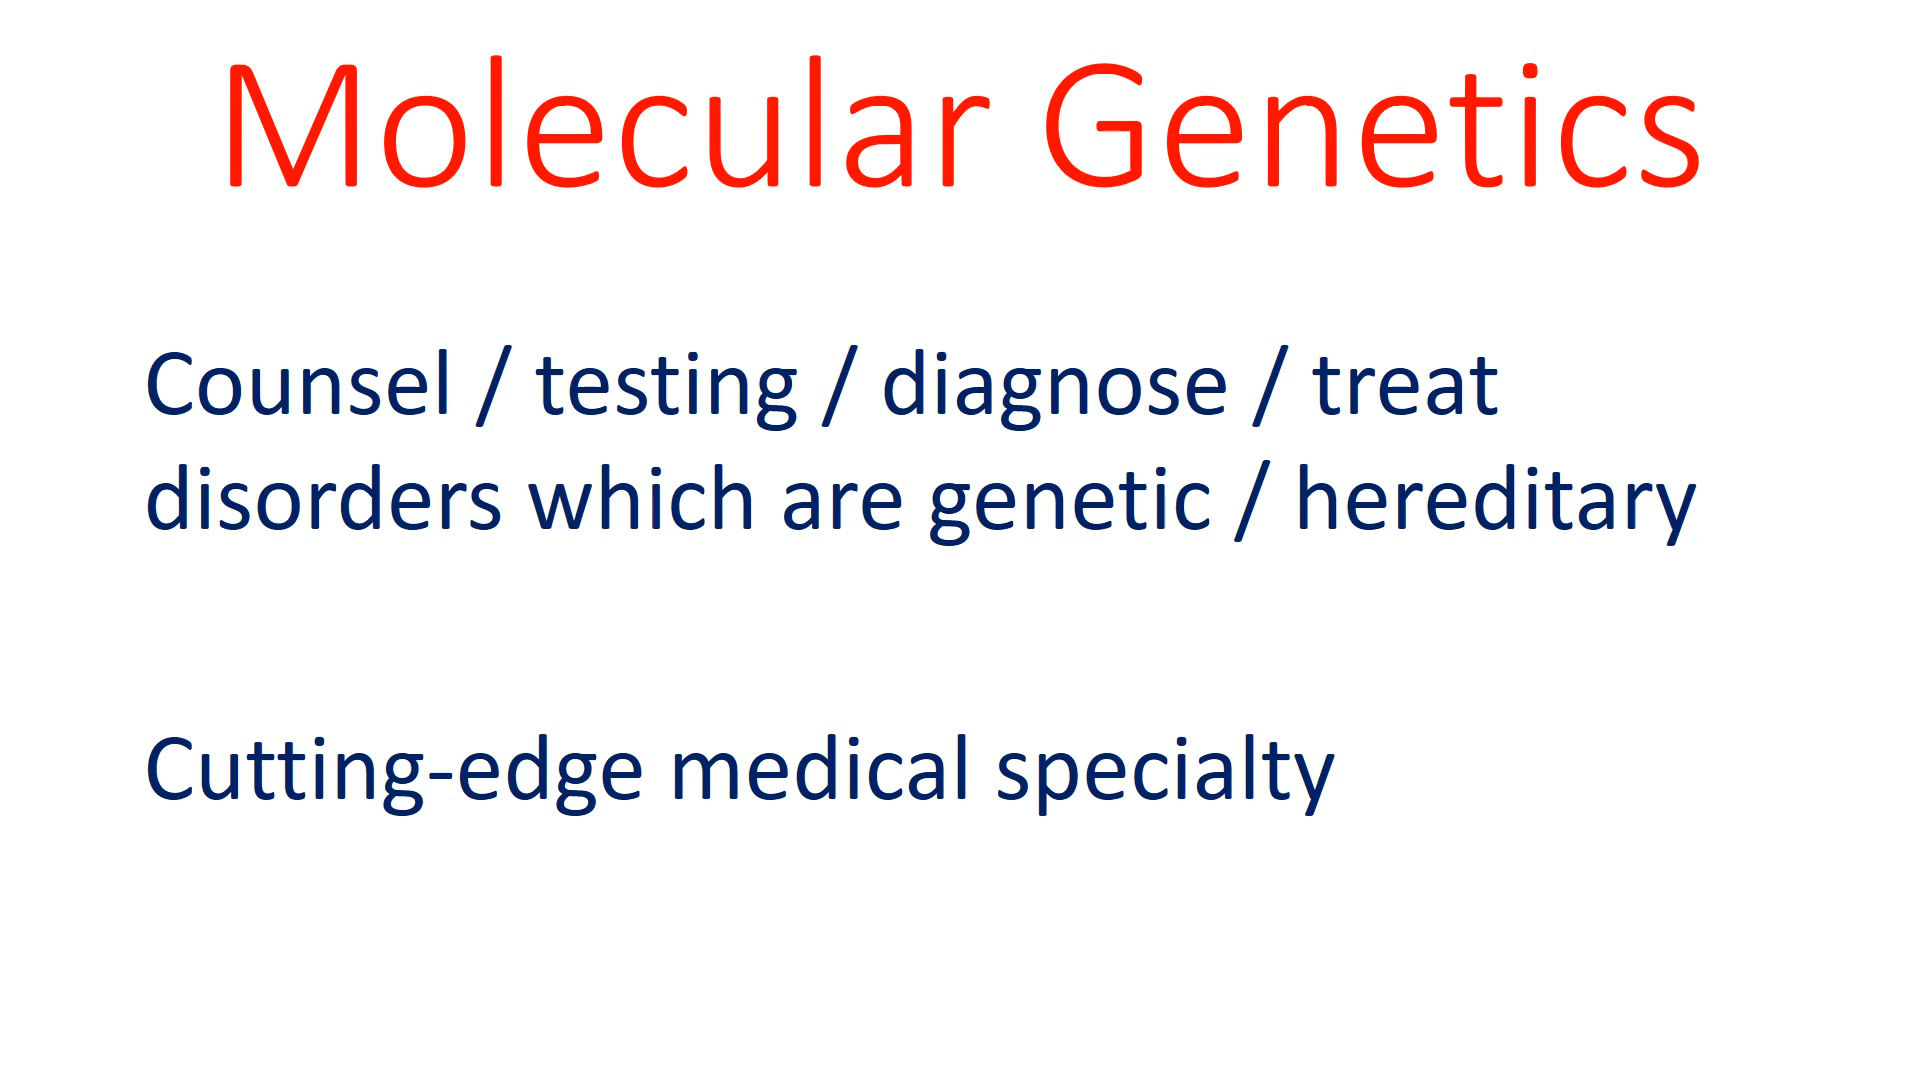 Molecular Genetics
Counsel / testing / diagnose / treat
disorders which are genetic / hereditary
Cutting-edge medical specialty